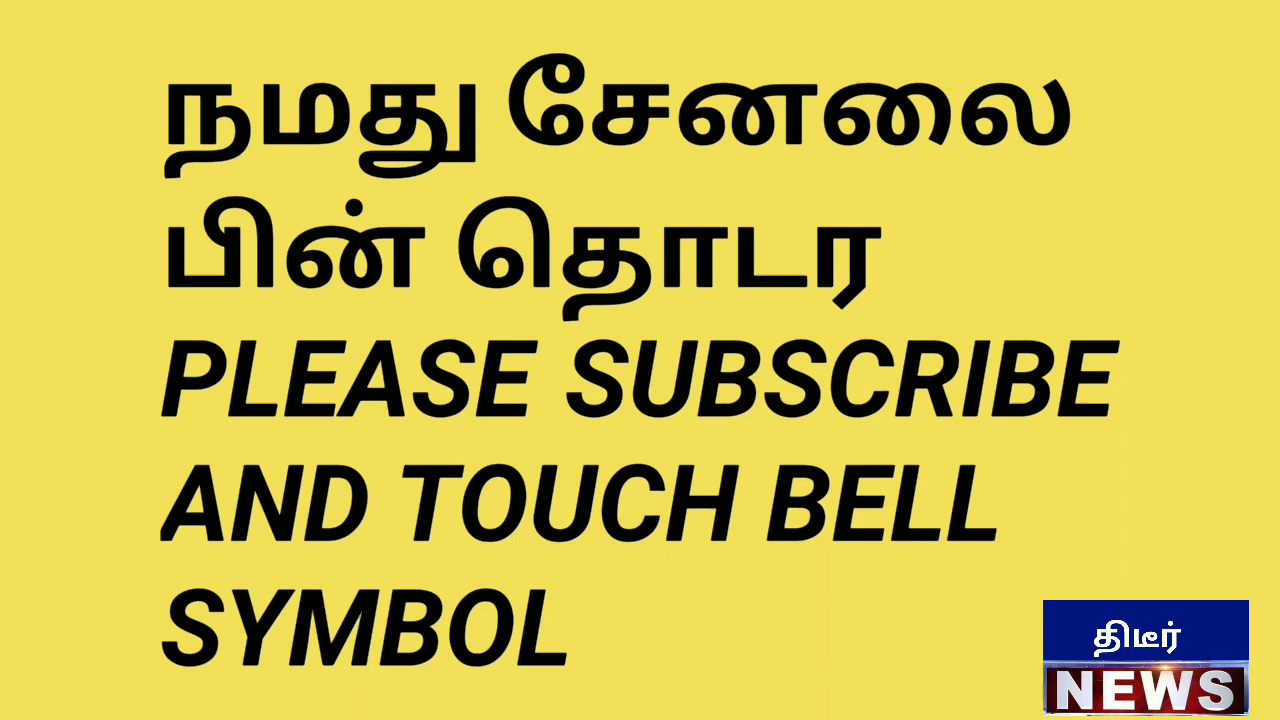 நமது சேனலை
பின் தொடர
PLEASE SUBSCRIBE
AND TOUCH BELL
SYMBOL
திடீர்
NEWS